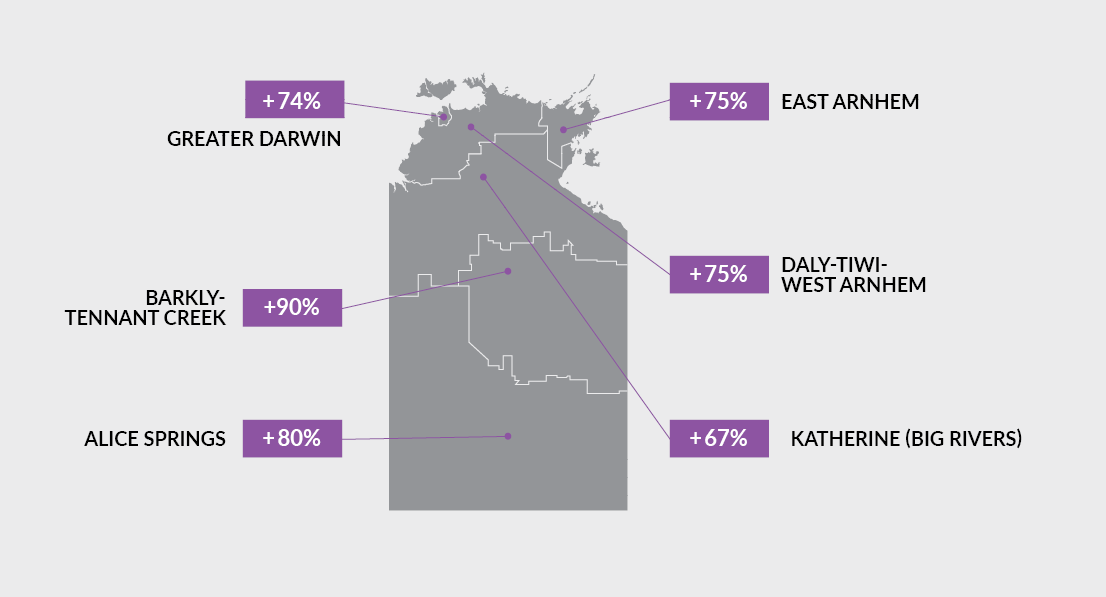 +74%
GREATER DARWIN
+75%
EAST ARNHEM
+75%
DALY-TIWI-
WEST ARNHEM
BARKLY-
TENNANT CREEK
+90%
ALICE SPRINGS
+80%
+67%
KATHERINE (BIG RIVERS)